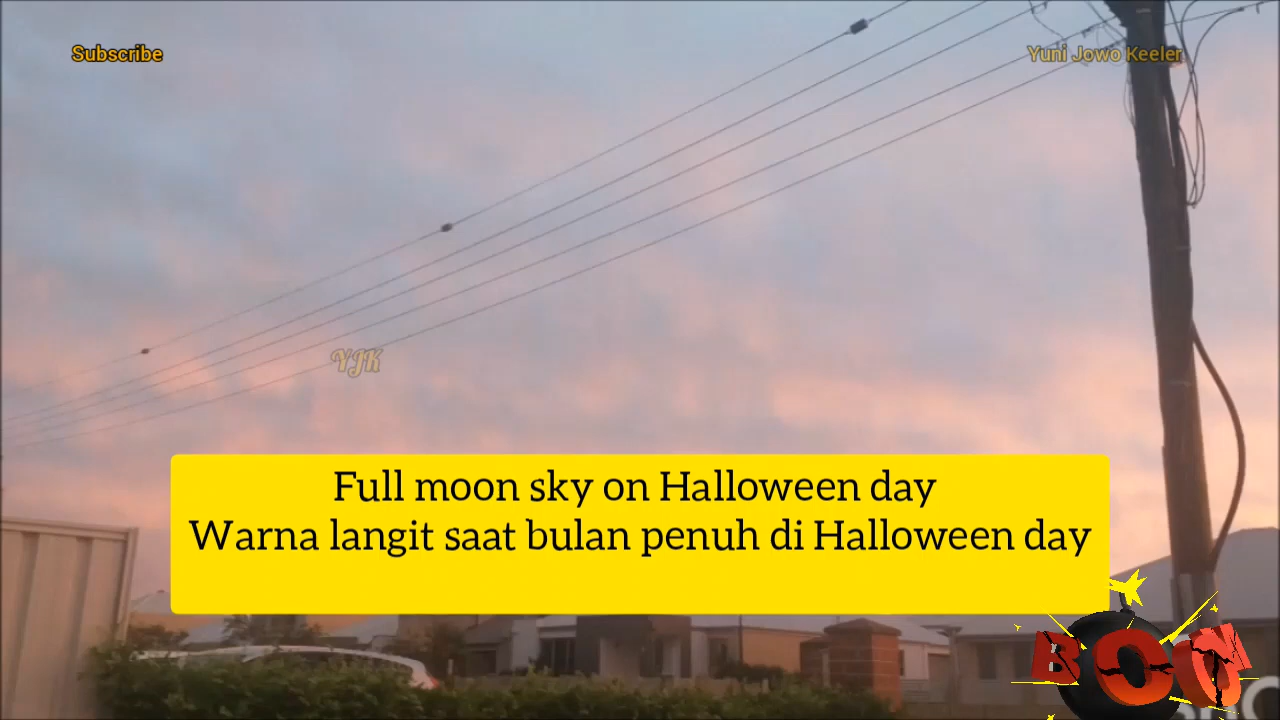 Subscribe
Yuni Jowo Keeler
YJK
Full moon sky on Halloween day
Warna langit saat bulan penuh di Halloween day
BOOM